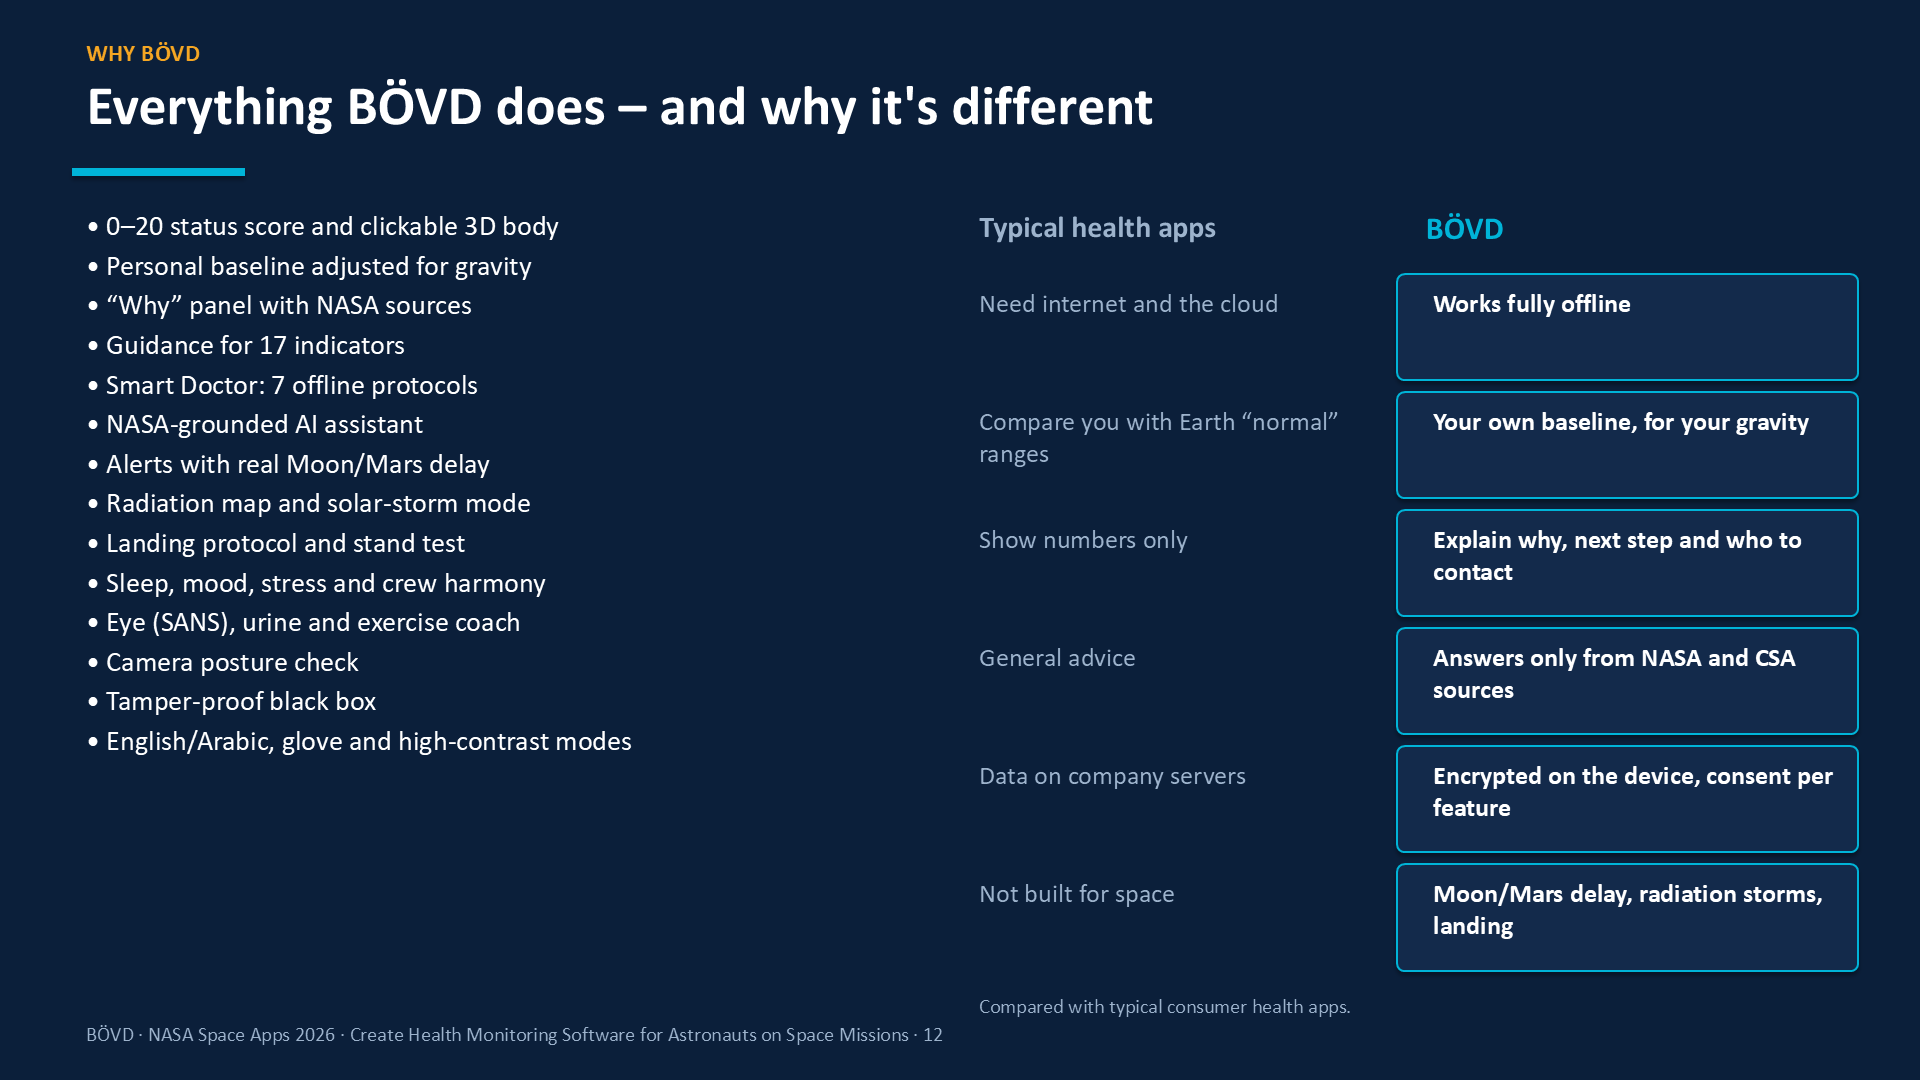 WHY BÖVD
Everything BÖVD does – and why it's different
• 0–20 status score and clickable 3D body
• Personal baseline adjusted for gravity
• “Why” panel with NASA sources
• Guidance for 17 indicators
• Smart Doctor: 7 offline protocols
• NASA-grounded AI assistant
• Alerts with real Moon/Mars delay
• Radiation map and solar-storm mode
• Landing protocol and stand test
• Sleep, mood, stress and crew harmony
• Eye (SANS), urine and exercise coach
• Camera posture check
• Tamper-proof black box
• English/Arabic, glove and high-contrast modes
Typical health apps
BÖVD
Need internet and the cloud
Works fully offline
Compare you with Earth “normal”
ranges
Your own baseline, for your gravity
Show numbers only
Explain why, next step and who to
contact
General advice
Answers only from NASA and CSA
sources
Data on company servers
Encrypted on the device, consent per
feature
Not built for space
Moon/Mars delay, radiation storms,
landing
Compared with typical consumer health apps.
BÖVD · NASA Space Apps 2026 · Create Health Monitoring Software for Astronauts on Space Missions · 12